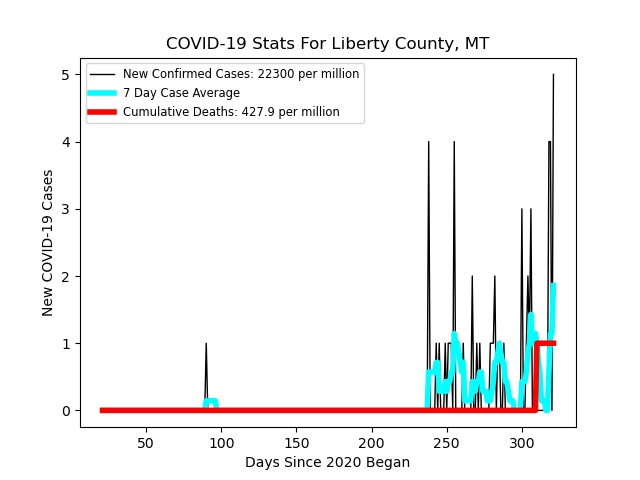 COVID-19 Stats For Liberty County, MT
New Confirmed Cases: 22300 per million
7 Day Case Average
Cumulative Deaths: 427.9 per million
New COVID-19 Cases
5
4
3
2
1
0
50 100 150 200 250 300
Days Since 2020 Began